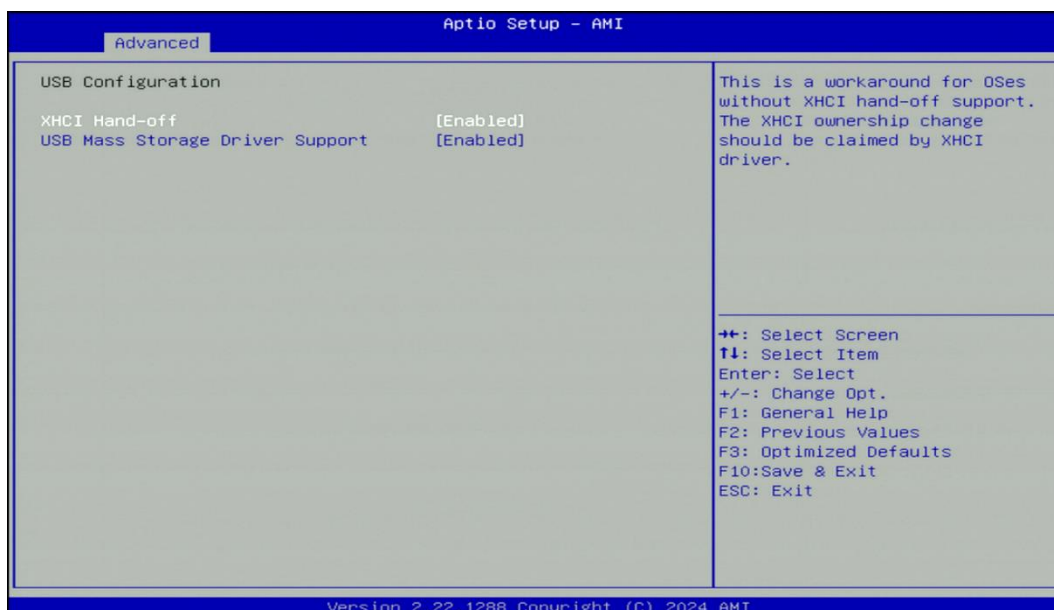 Aptio Setup – AMI
Advanced
USB Configuration
XHCI Hand-off [Enabled]
USB Mass Storage Driver Support [Enabled]
This is a workaround for OSes
without XHCI hand-off support.
The XHCI ownership change
should be claimed by XHCI
driver.
→←: Select Screen
↑↓: Select Item
Enter: Select
+/-: Change Opt.
F1: General Help
F2: Previous Values
F3: Optimized Defaults
F10:Save & Exit
ESC: Exit
Version 2.22.1288 Copyright (C) 2024 AMI